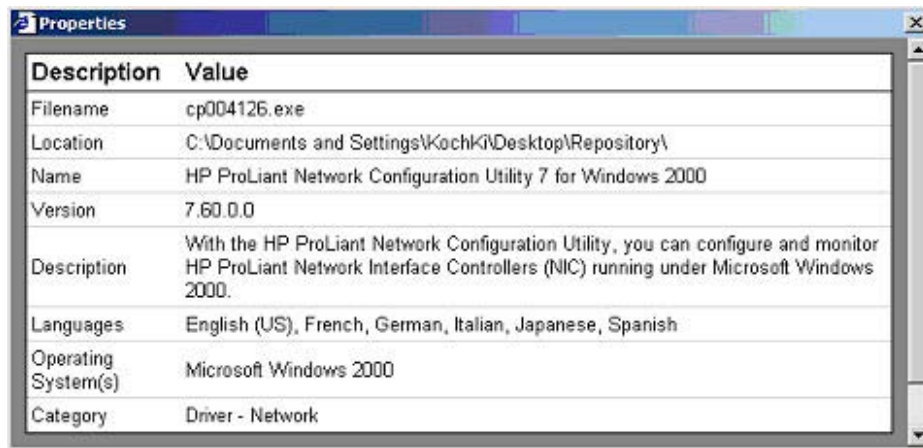 Properties
Description Value
Filename cp004126.exe
Location C:\Documents and Settings\KochKi\Desktop\Repository\
Name HP ProLiant Network Configuration Utility 7 for Windows 2000
Version 7.60.0.0
With the HP ProLiant Network Configuration Utility, you can configure and monitor
Description HP ProLiant Network Interface Controllers (NIC) running under Microsoft Windows
2000.
Languages English (US), French, German, Italian, Japanese, Spanish
Operating
System(s) Microsoft Windows 2000
Category Driver - Network